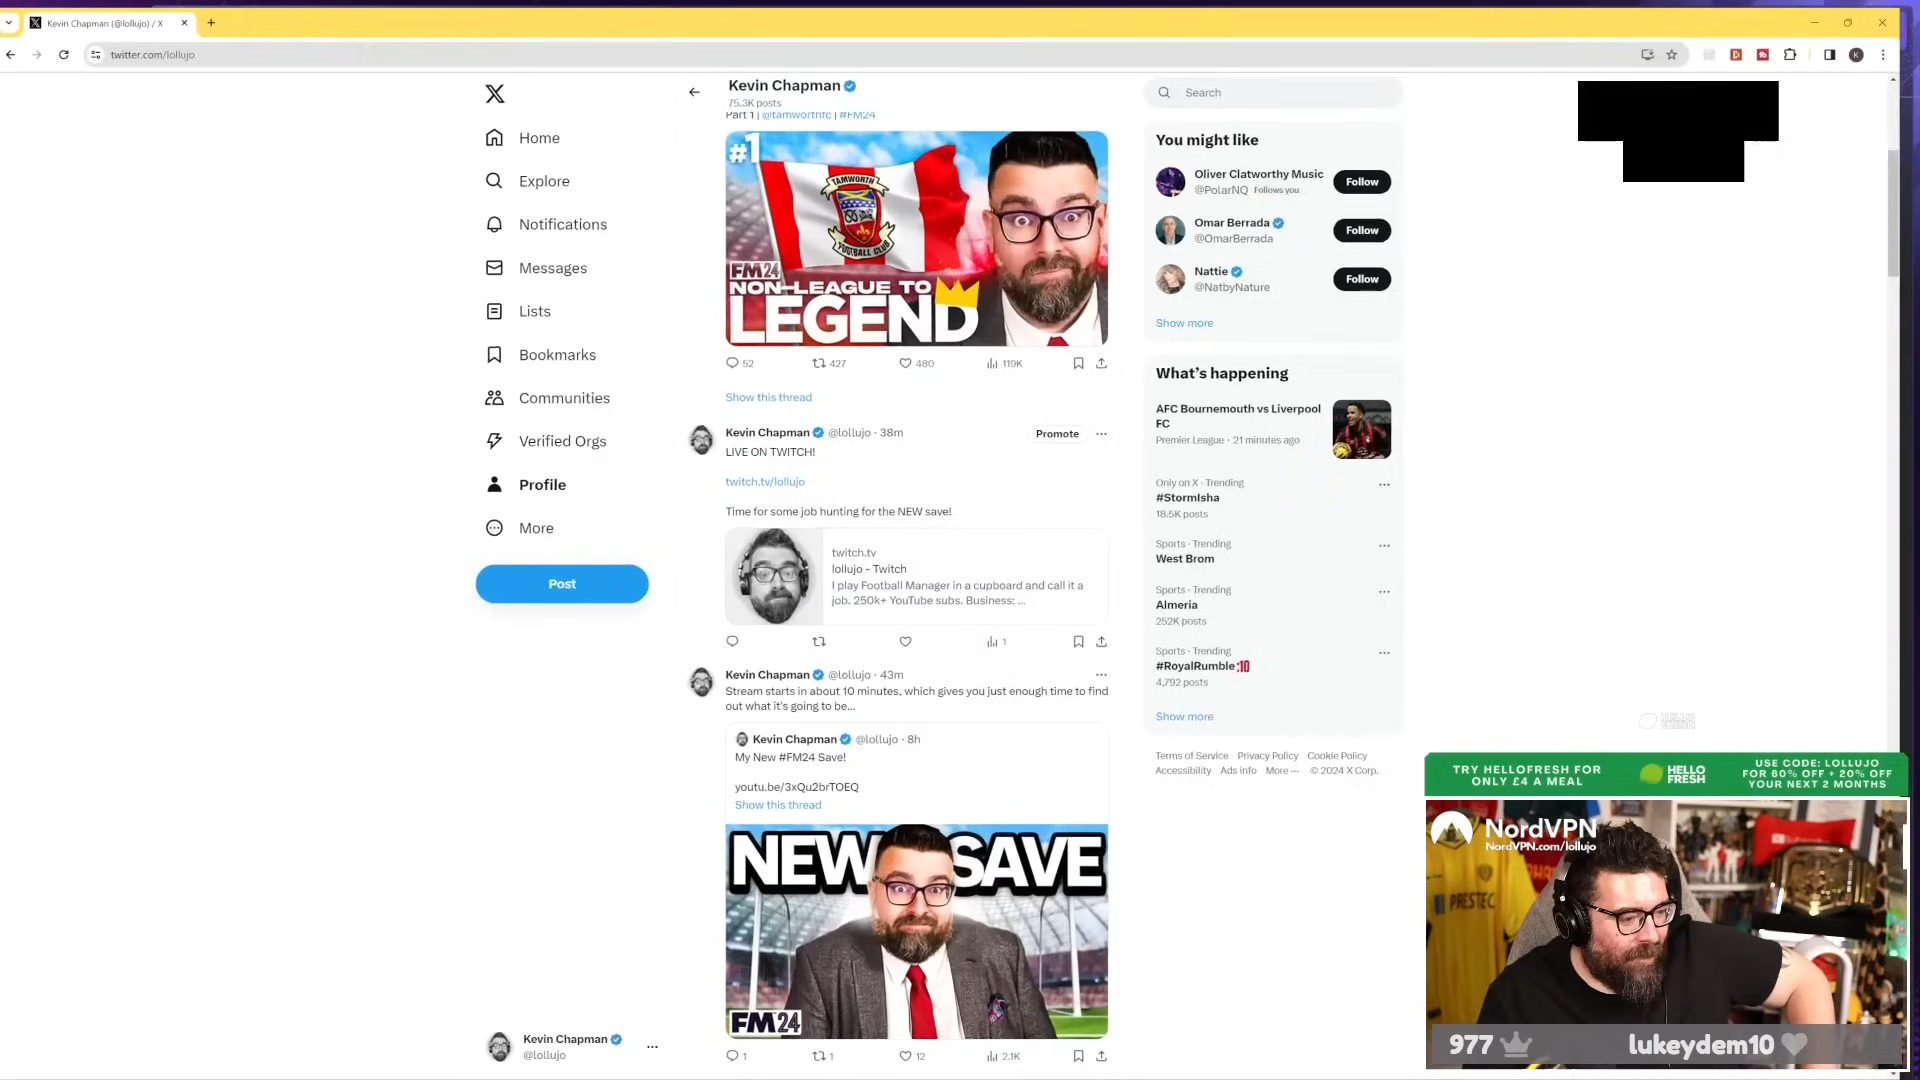 Kevin Chapman (@lollujo) / X
twitter.com/lollujo
K
Home
Explore
Notifications
Messages
Lists
Bookmarks
Communities
Verified Orgs
Profile
More
Post
Kevin Chapman
@lollujo
Kevin Chapman
75.3K posts
Part 1 | @tamworthfc | #FM24
#1
TAMWORTH
FOOTBALL CLUB
FM24
NON-LEAGUE TO
LEGEND
52 427 480 119K
Show this thread
Kevin Chapman @lollujo · 38m
Promote
LIVE ON TWITCH!
twitch.tv/lollujo
Time for some job hunting for the NEW save!
twitch.tv
lollujo - Twitch
I play Football Manager in a cupboard and call it a
job. 250k+ YouTube subs. Business: ...
1
Kevin Chapman @lollujo · 43m
Stream starts in about 10 minutes, which gives you just enough time to find
out what it's going to be...
Kevin Chapman @lollujo · 8h
My New #FM24 Save!
youtu.be/3xQu2brTOEQ
Show this thread
NEW SAVE
FM24
1 1 12 2.1K
Search
You might like
Oliver Clatworthy Music
@PolarNQ Follows you
Follow
Omar Berrada
@OmarBerrada
Follow
Nattie
@NatbyNature
Follow
Show more
What's happening
AFC Bournemouth vs Liverpool
FC
Premier League · 21 minutes ago
Only on X · Trending
#StormIsha
18.5K posts
Sports · Trending
West Brom
Sports · Trending
Almeria
252K posts
Sports · Trending
#RoyalRumble
4,792 posts
Show more
Terms of Service Privacy Policy Cookie Policy
Accessibility Ads info More ··· © 2024 X Corp.
HELLO
FRESH
TRY HELLOFRESH FOR
ONLY £4 A MEAL
HELLO
FRESH
USE CODE: LOLLUJO
FOR 60% OFF + 20% OFF
YOUR NEXT 2 MONTHS
NordVPN
NordVPN.com/lollujo
PRESTEC
977
lukeydem10